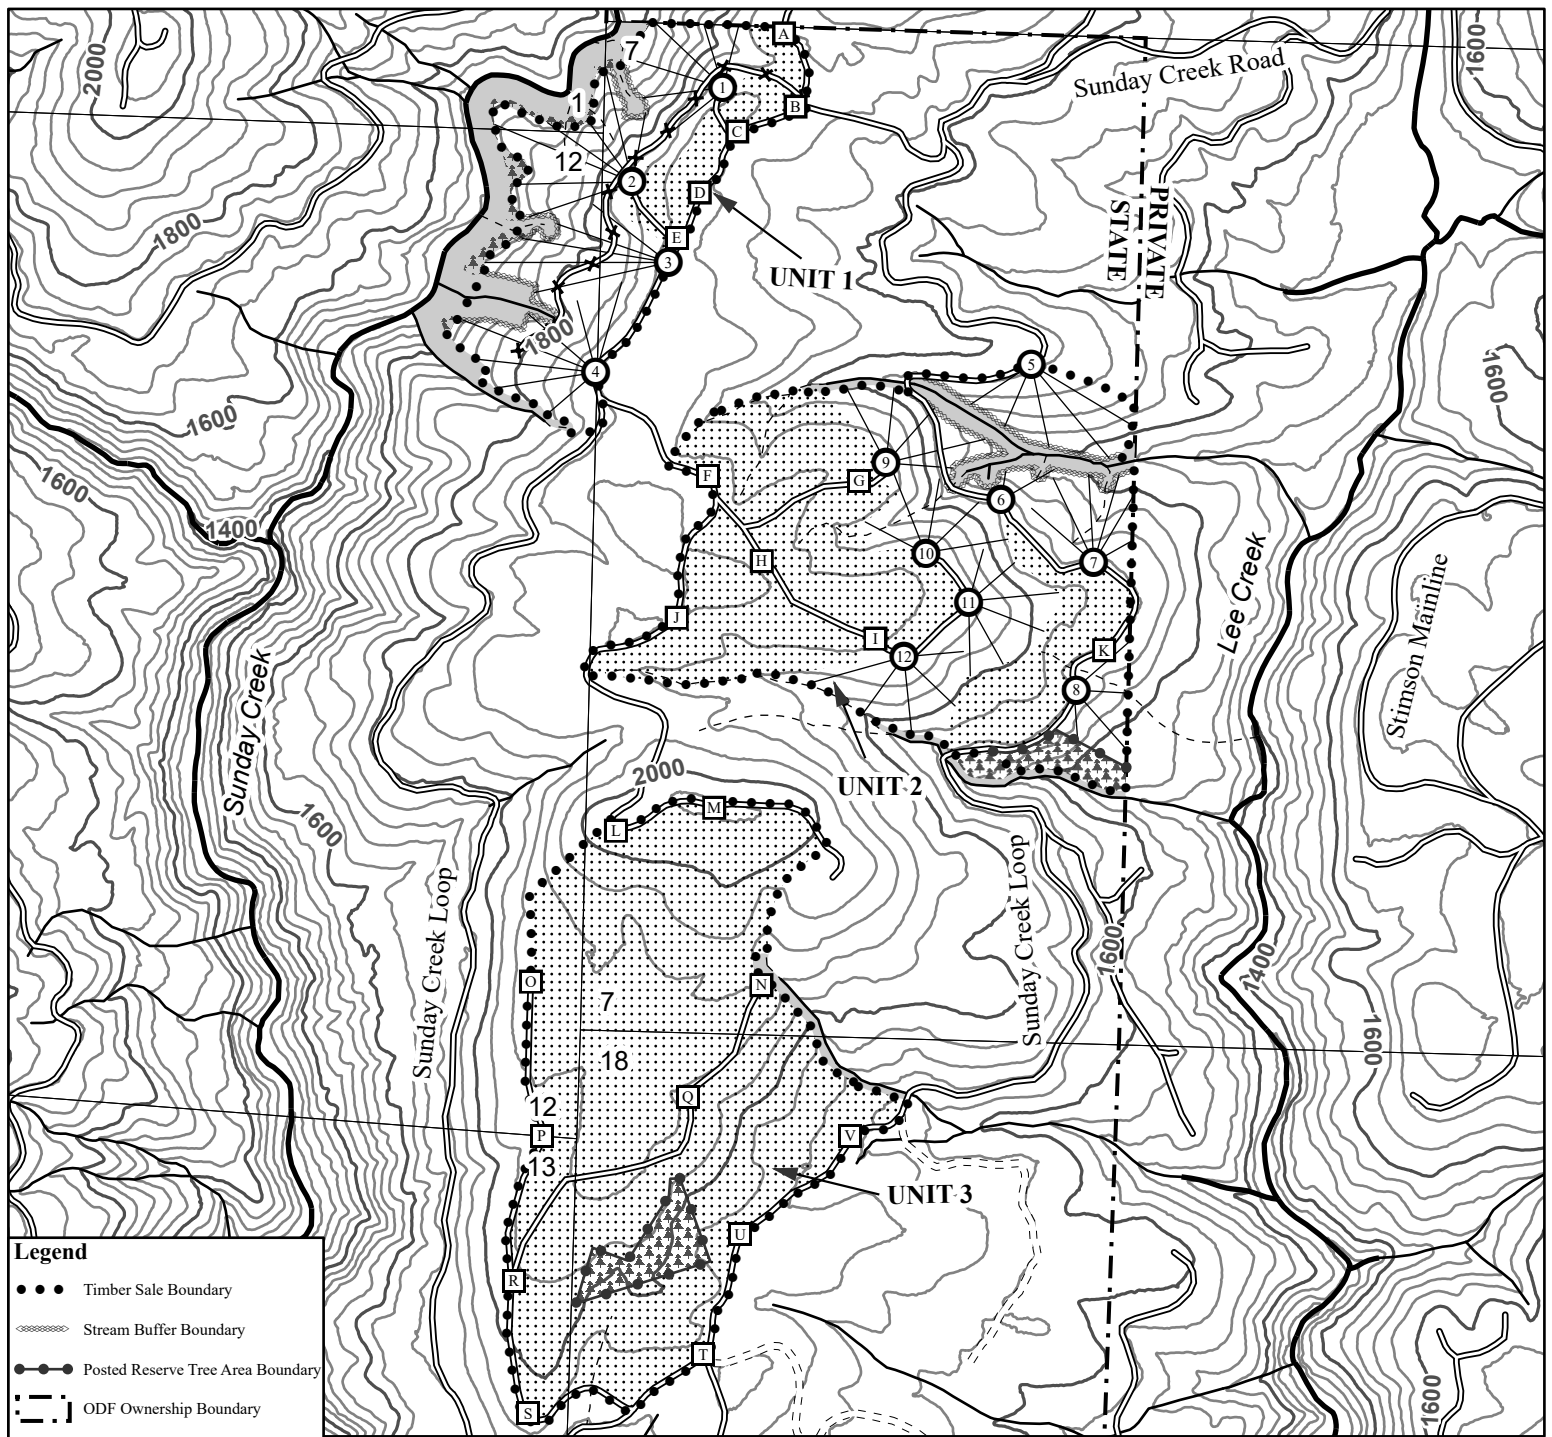 2000
1600
7
A
Sunday Creek Road
1
1
B
C
12
2
D
PRIVATE
STATE
E
1800
3
UNIT 1
1800
4
5
1600
1600
9
F
G
1600
6
1400
10
7
H
11
Lee Creek
Stimson Mainline
J
I
12
K
8
Sunday Creek
UNIT 2
2000
M
L
1600
Sunday Creek Loop
Sunday Creek Loop
1600
1400
O
N
7
18
1600
Q
12
P
V
13
UNIT 3
U
R
T
S
1600
Legend
Timber Sale Boundary
Stream Buffer Boundary
Posted Reserve Tree Area Boundary
ODF Ownership Boundary